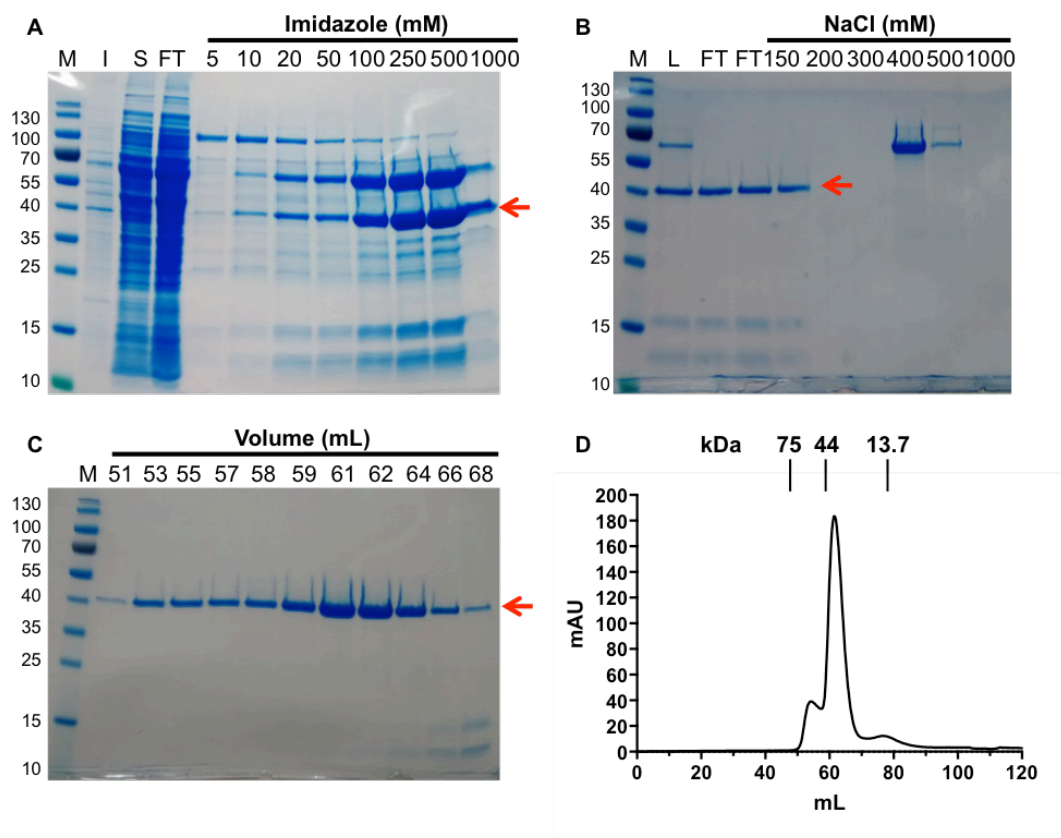 A
Imidazole (mM)
M I S FT 5 10 20 50 100 250 500 1000
130
100
70
55
40
35
25
15
10
B
NaCl (mM)
M L FT FT 150 200 300 400 500 1000
130
100
70
55
40
35
25
15
10
C
Volume (mL)
M 51 53 55 57 58 59 61 62 64 66 68
130
100
70
55
40
35
25
15
10
D
kDa 75 44 13.7
200
180
160
140
120
100
80
60
40
20
0
mAU
0 20 40 60 80 100 120
mL